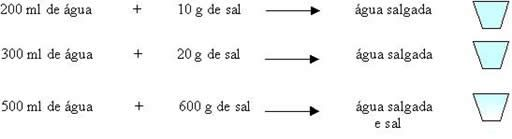 200 ml de água + 10 g de sal água salgada
300 ml de água + 20 g de sal água salgada
500 ml de água + 600 g de sal água salgada
e sal